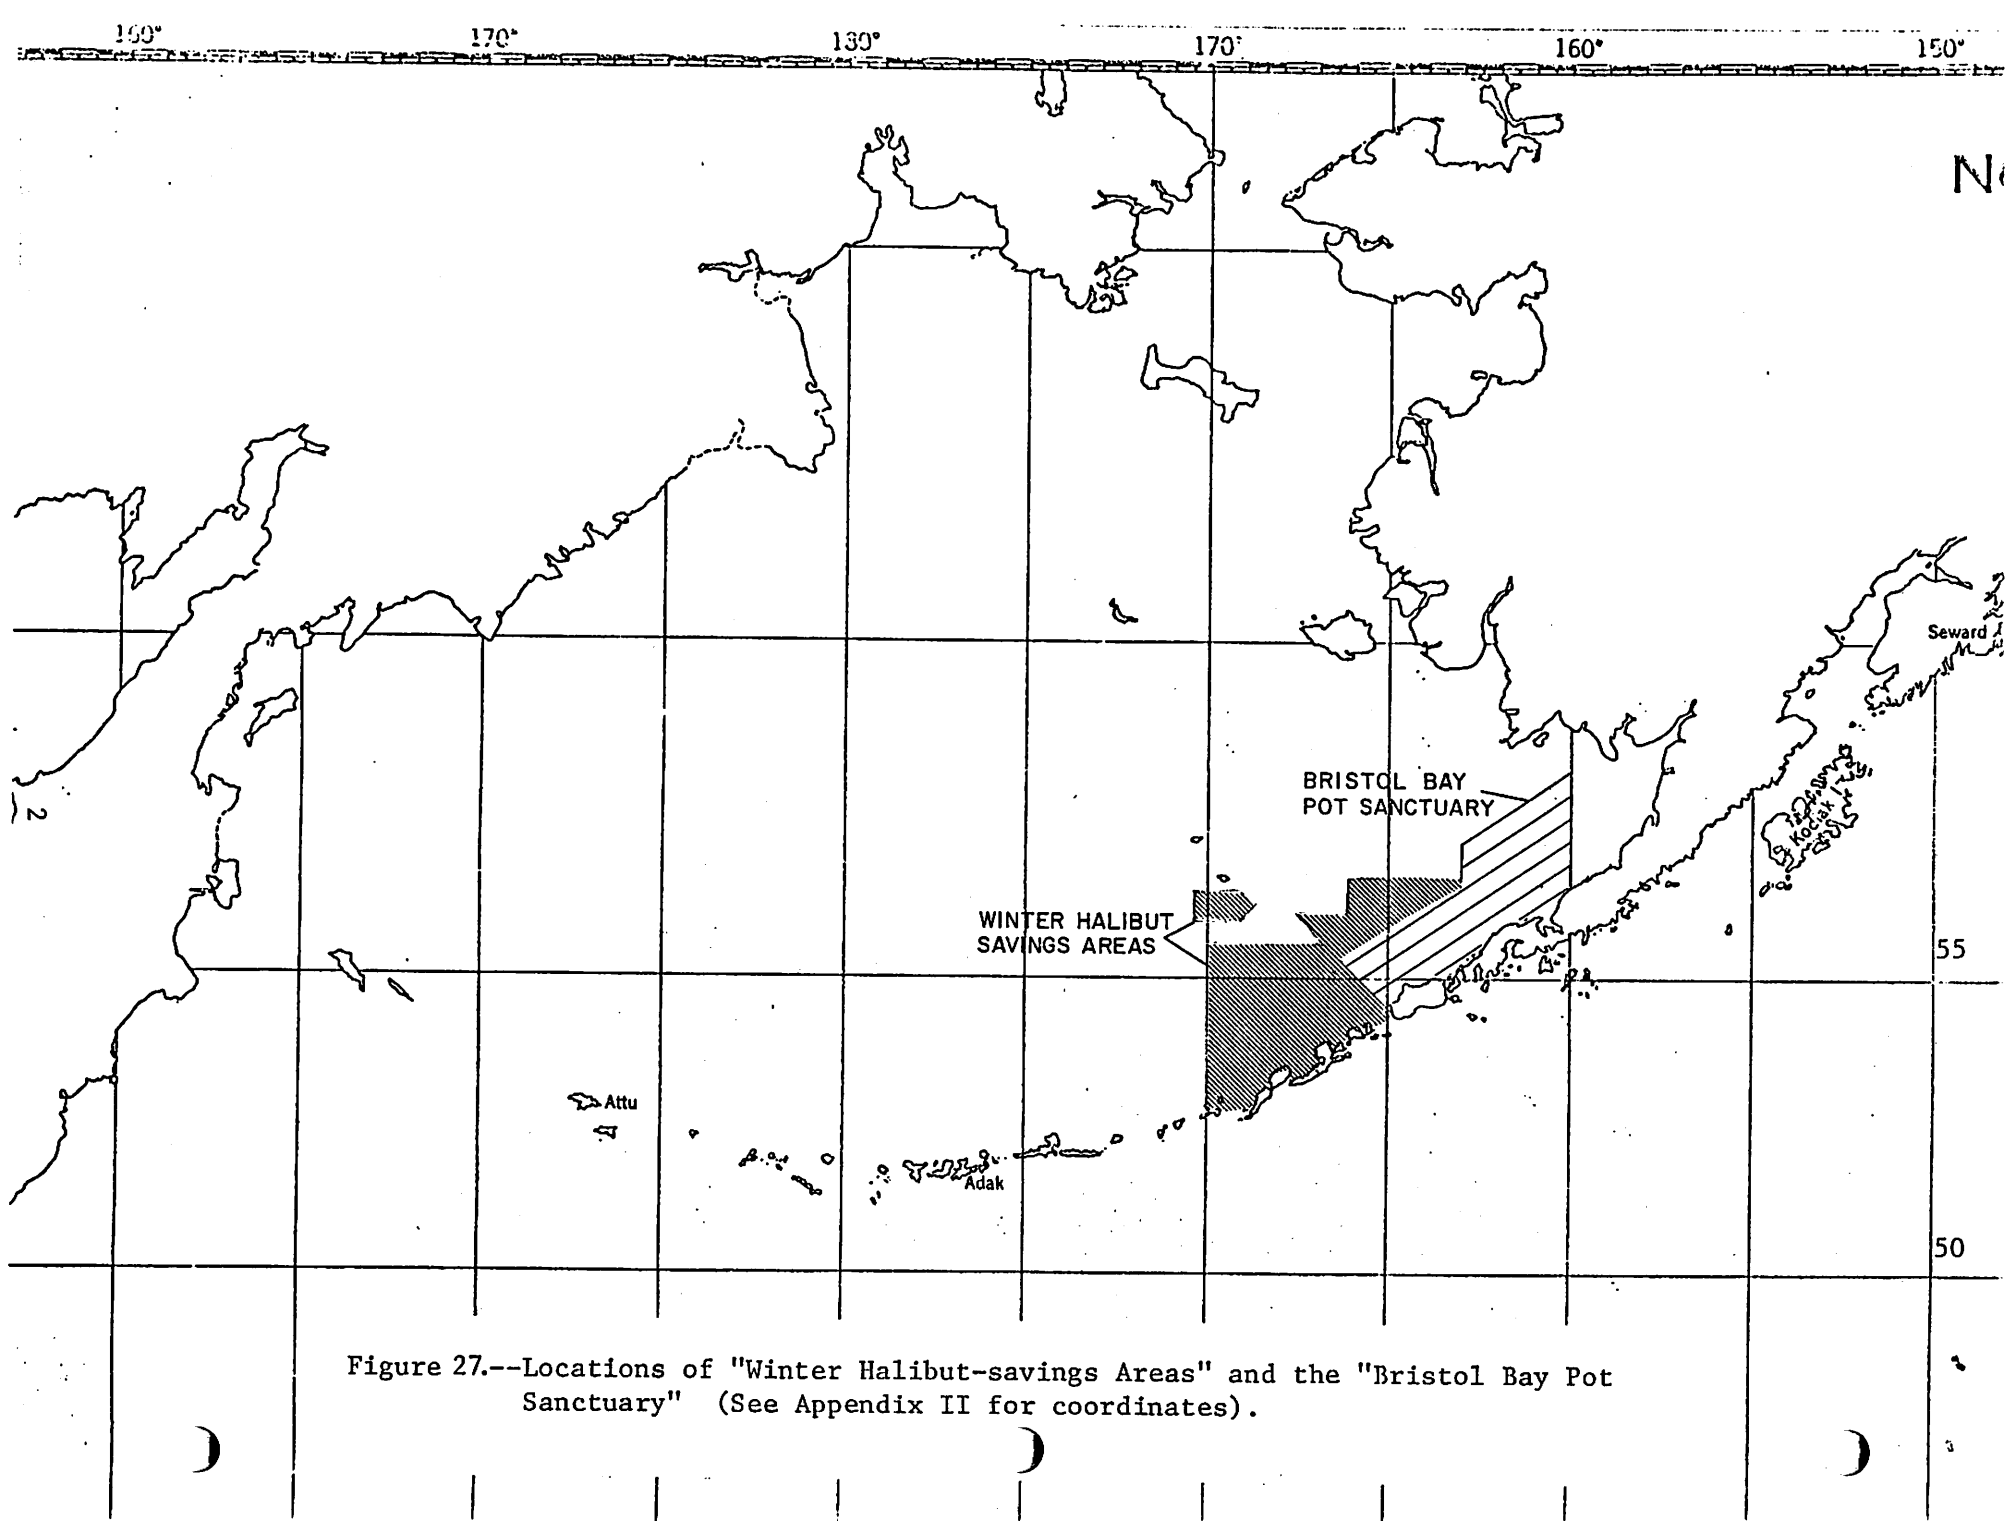 160° 170° 180° 170° 160° 150°
Seward
BRISTOL BAY
POT SANCTUARY
Kodiak I.
WINTER HALIBUT
SAVINGS AREAS
55
Attu
Adak
50
2
Figure 27.--Locations of "Winter Halibut-savings Areas" and the "Bristol Bay Pot
Sanctuary" (See Appendix II for coordinates).